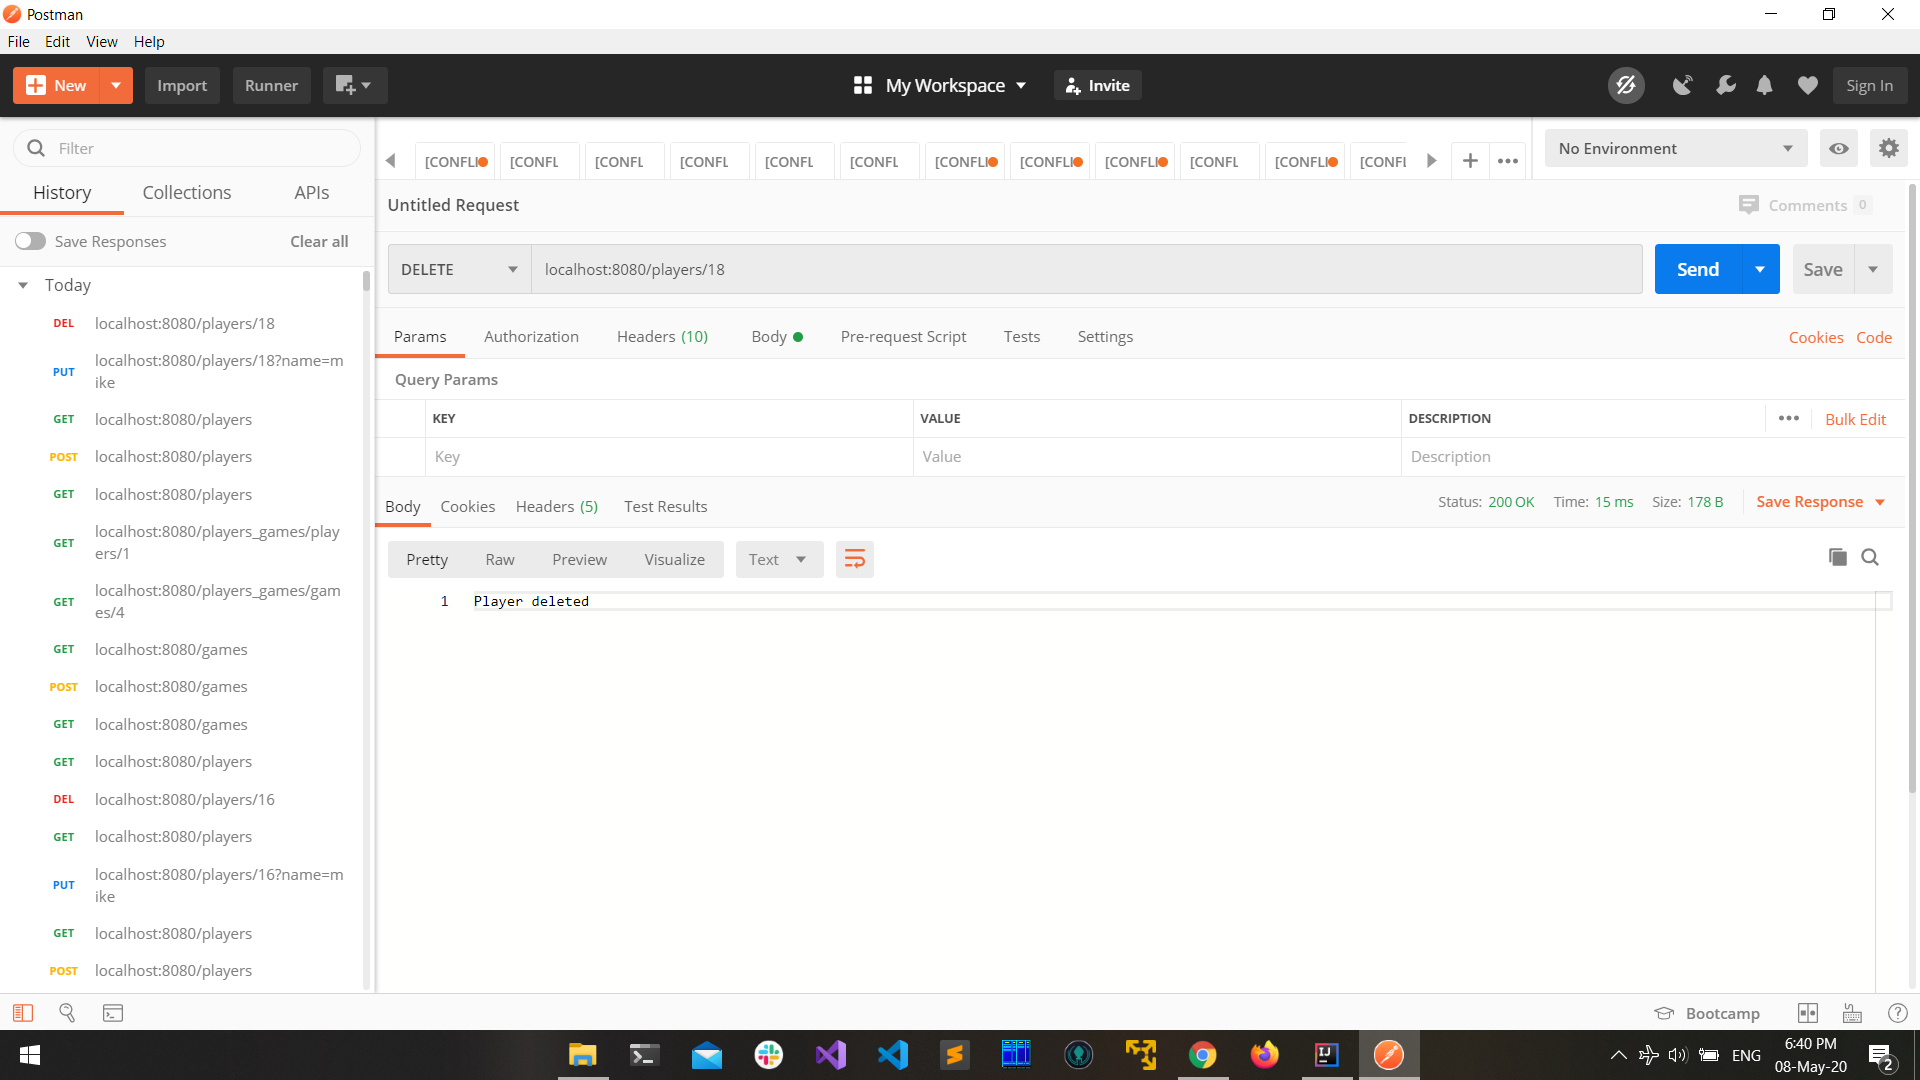 Postman
File Edit View Help
New Import Runner My Workspace Invite Sign In
Filter
History Collections APIs
Save Responses Clear all
Today
DEL localhost:8080/players/18
PUT localhost:8080/players/18?name=m
ike
GET localhost:8080/players
POST localhost:8080/players
GET localhost:8080/players
GET localhost:8080/players_games/play
ers/1
GET localhost:8080/players_games/gam
es/4
GET localhost:8080/games
POST localhost:8080/games
GET localhost:8080/games
GET localhost:8080/players
DEL localhost:8080/players/16
GET localhost:8080/players
PUT localhost:8080/players/16?name=m
ike
GET localhost:8080/players
POST localhost:8080/players
[CONFLI [CONFL [CONFL [CONFL [CONFL [CONFL [CONFLI [CONFLI [CONFLI [CONFL [CONFLI [CONFL No Environment
Untitled Request Comments 0
DELETE localhost:8080/players/18 Send Save
Params Authorization Headers (10) Body Pre-request Script Tests Settings Cookies Code
Query Params
KEY VALUE DESCRIPTION Bulk Edit
Key Value Description
Body Cookies Headers (5) Test Results Status: 200 OK Time: 15 ms Size: 178 B Save Response
Pretty Raw Preview Visualize Text
1 Player deleted
Bootcamp
ENG 6:40 PM
08-May-20 2